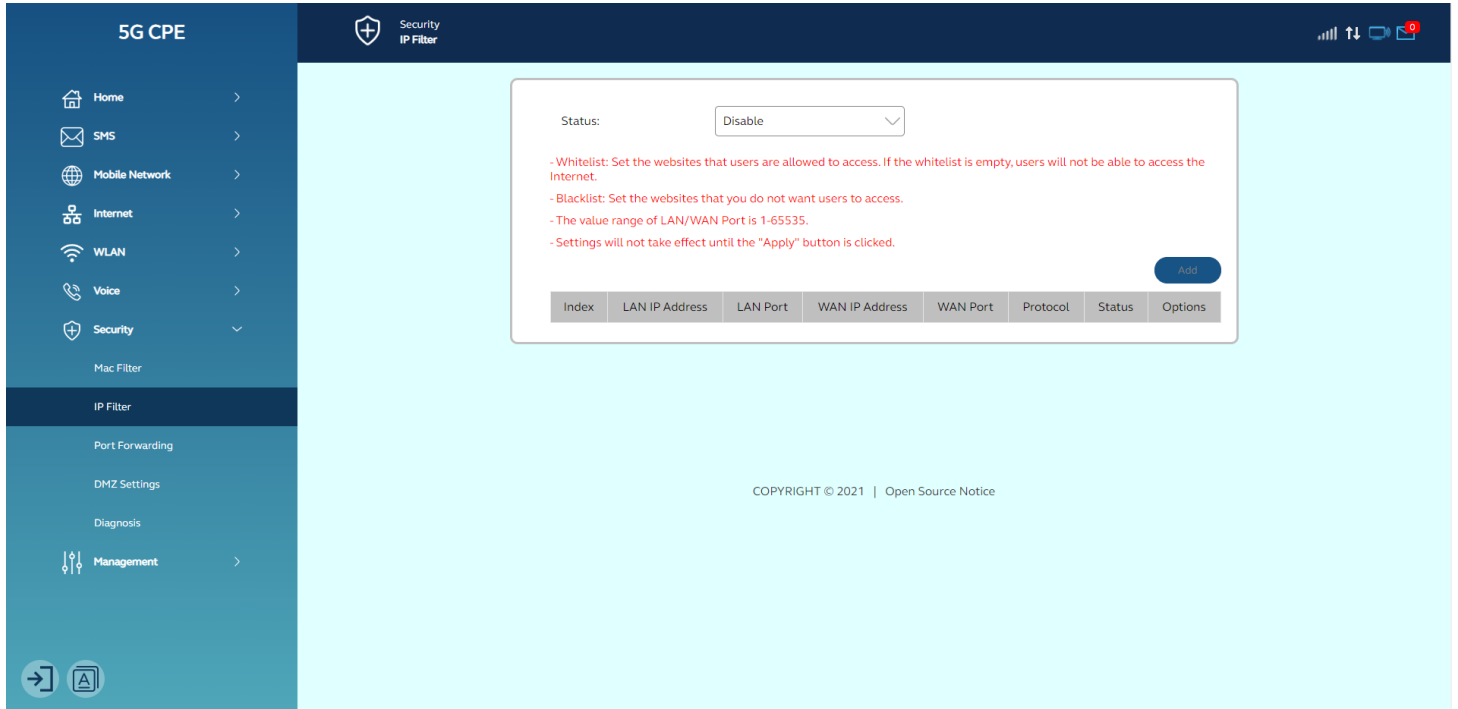 5G CPE
Home
SMS
Mobile Network
Internet
WLAN
Voice
Security
Mac Filter
IP Filter
Port Forwarding
DMZ Settings
Diagnosis
Management
A
Security
IP Filter
0
Status: Disable
- Whitelist: Set the websites that users are allowed to access. If the whitelist is empty, users will not be able to access the
Internet.
- Blacklist: Set the websites that you do not want users to access.
- The value range of LAN/WAN Port is 1-65535.
- Settings will not take effect until the "Apply" button is clicked.
Add
Index LAN IP Address LAN Port WAN IP Address WAN Port Protocol Status Options
COPYRIGHT © 2021 | Open Source Notice